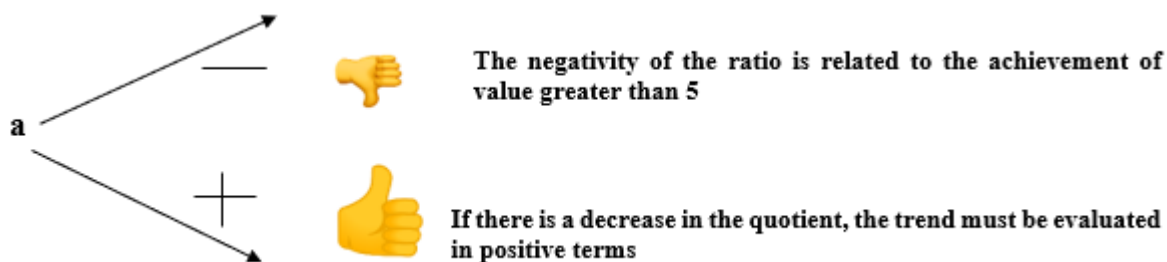 The negativity of the ratio is related to the achievement of
value greater than 5
a
If there is a decrease in the quotient, the trend must be evaluated
in positive terms